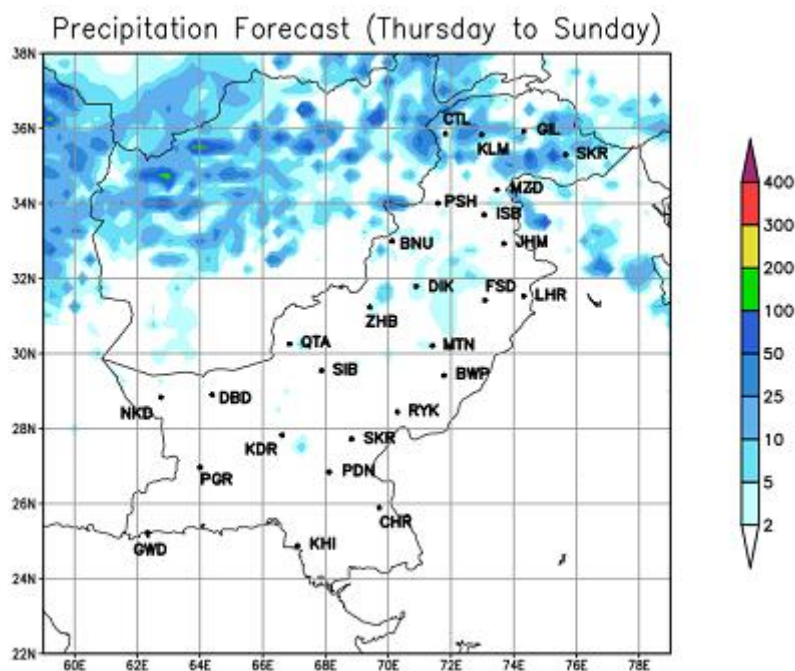 Precipitation Forecast (Thursday to Sunday)
38N
36N
34N
32N
30N
28N
26N
24N
22N
60E 62E 64E 66E 68E 70E 72E 74E 76E 78E
CTL
GIL
KLM
SKR
MZD
PSH
ISB
BNU
JHM
DIK
FSD
LHR
ZHB
QTA
MTN
SIB
BWP
DBD
NKD
RYK
KDR
SKR
PDN
PGR
CHR
GWD
KHI
400
300
200
100
50
25
10
5
2